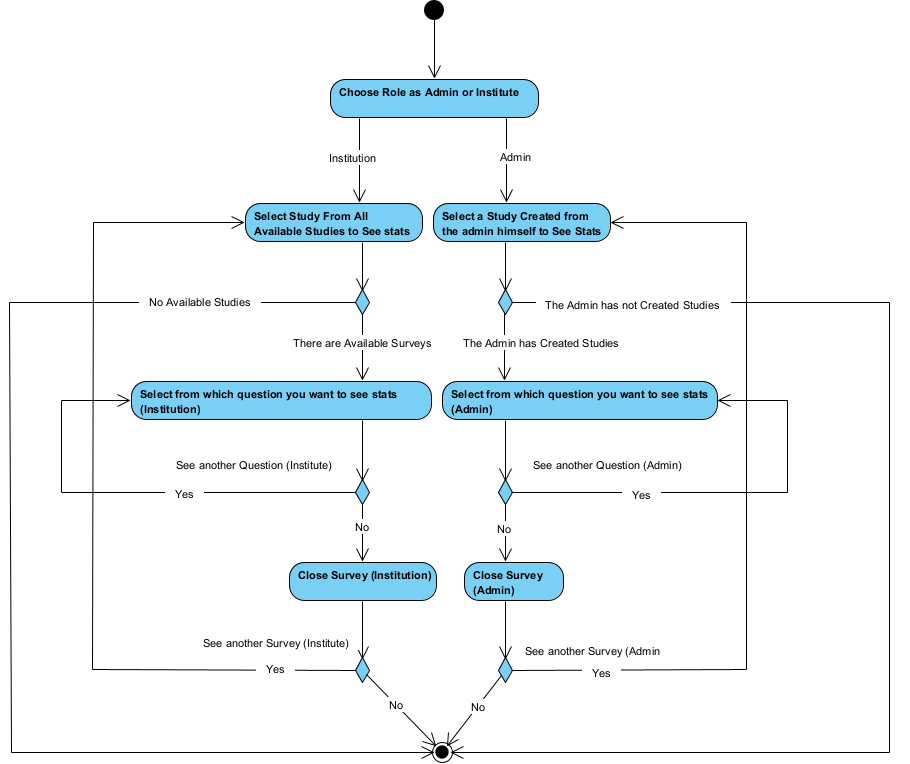 Choose Role as Admin or Institute
Institution
Admin
Select Study From All
Available Studies to See stats
Select a Study Created from
the admin himself to See Stats
No Available Studies
The Admin has not Created Studies
There are Available Surveys
The Admin has Created Studies
Select from which question you want to see stats
(Institution)
Select from which question you want to see stats
(Admin)
See another Question (Institute)
See another Question (Admin)
Yes
Yes
No
No
Close Survey (Institution)
Close Survey
(Admin)
See another Survey (Institute)
See another Survey (Admin
Yes
Yes
No
No